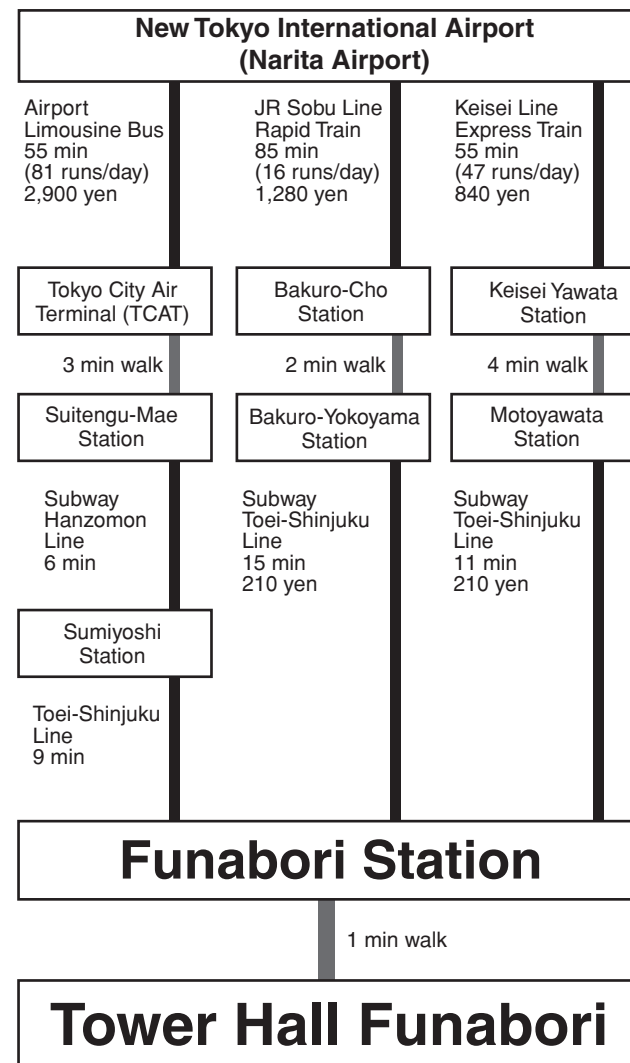 New Tokyo International Airport
(Narita Airport)
Airport
Limousine Bus
55 min
(81 runs/day)
2,900 yen
JR Sobu Line
Rapid Train
85 min
(16 runs/day)
1,280 yen
Keisei Line
Express Train
55 min
(47 runs/day)
840 yen
Tokyo City Air
Terminal (TCAT)
Bakuro-Cho
Station
Keisei Yawata
Station
3 min walk
2 min walk
4 min walk
Suitengu-Mae
Station
Bakuro-Yokoyama
Station
Motoyawata
Station
Subway
Hanzomon
Line
6 min
Subway
Toei-Shinjuku
Line
15 min
210 yen
Subway
Toei-Shinjuku
Line
11 min
210 yen
Sumiyoshi
Station
Toei-Shinjuku
Line
9 min
Funabori Station
1 min walk
Tower Hall Funabori